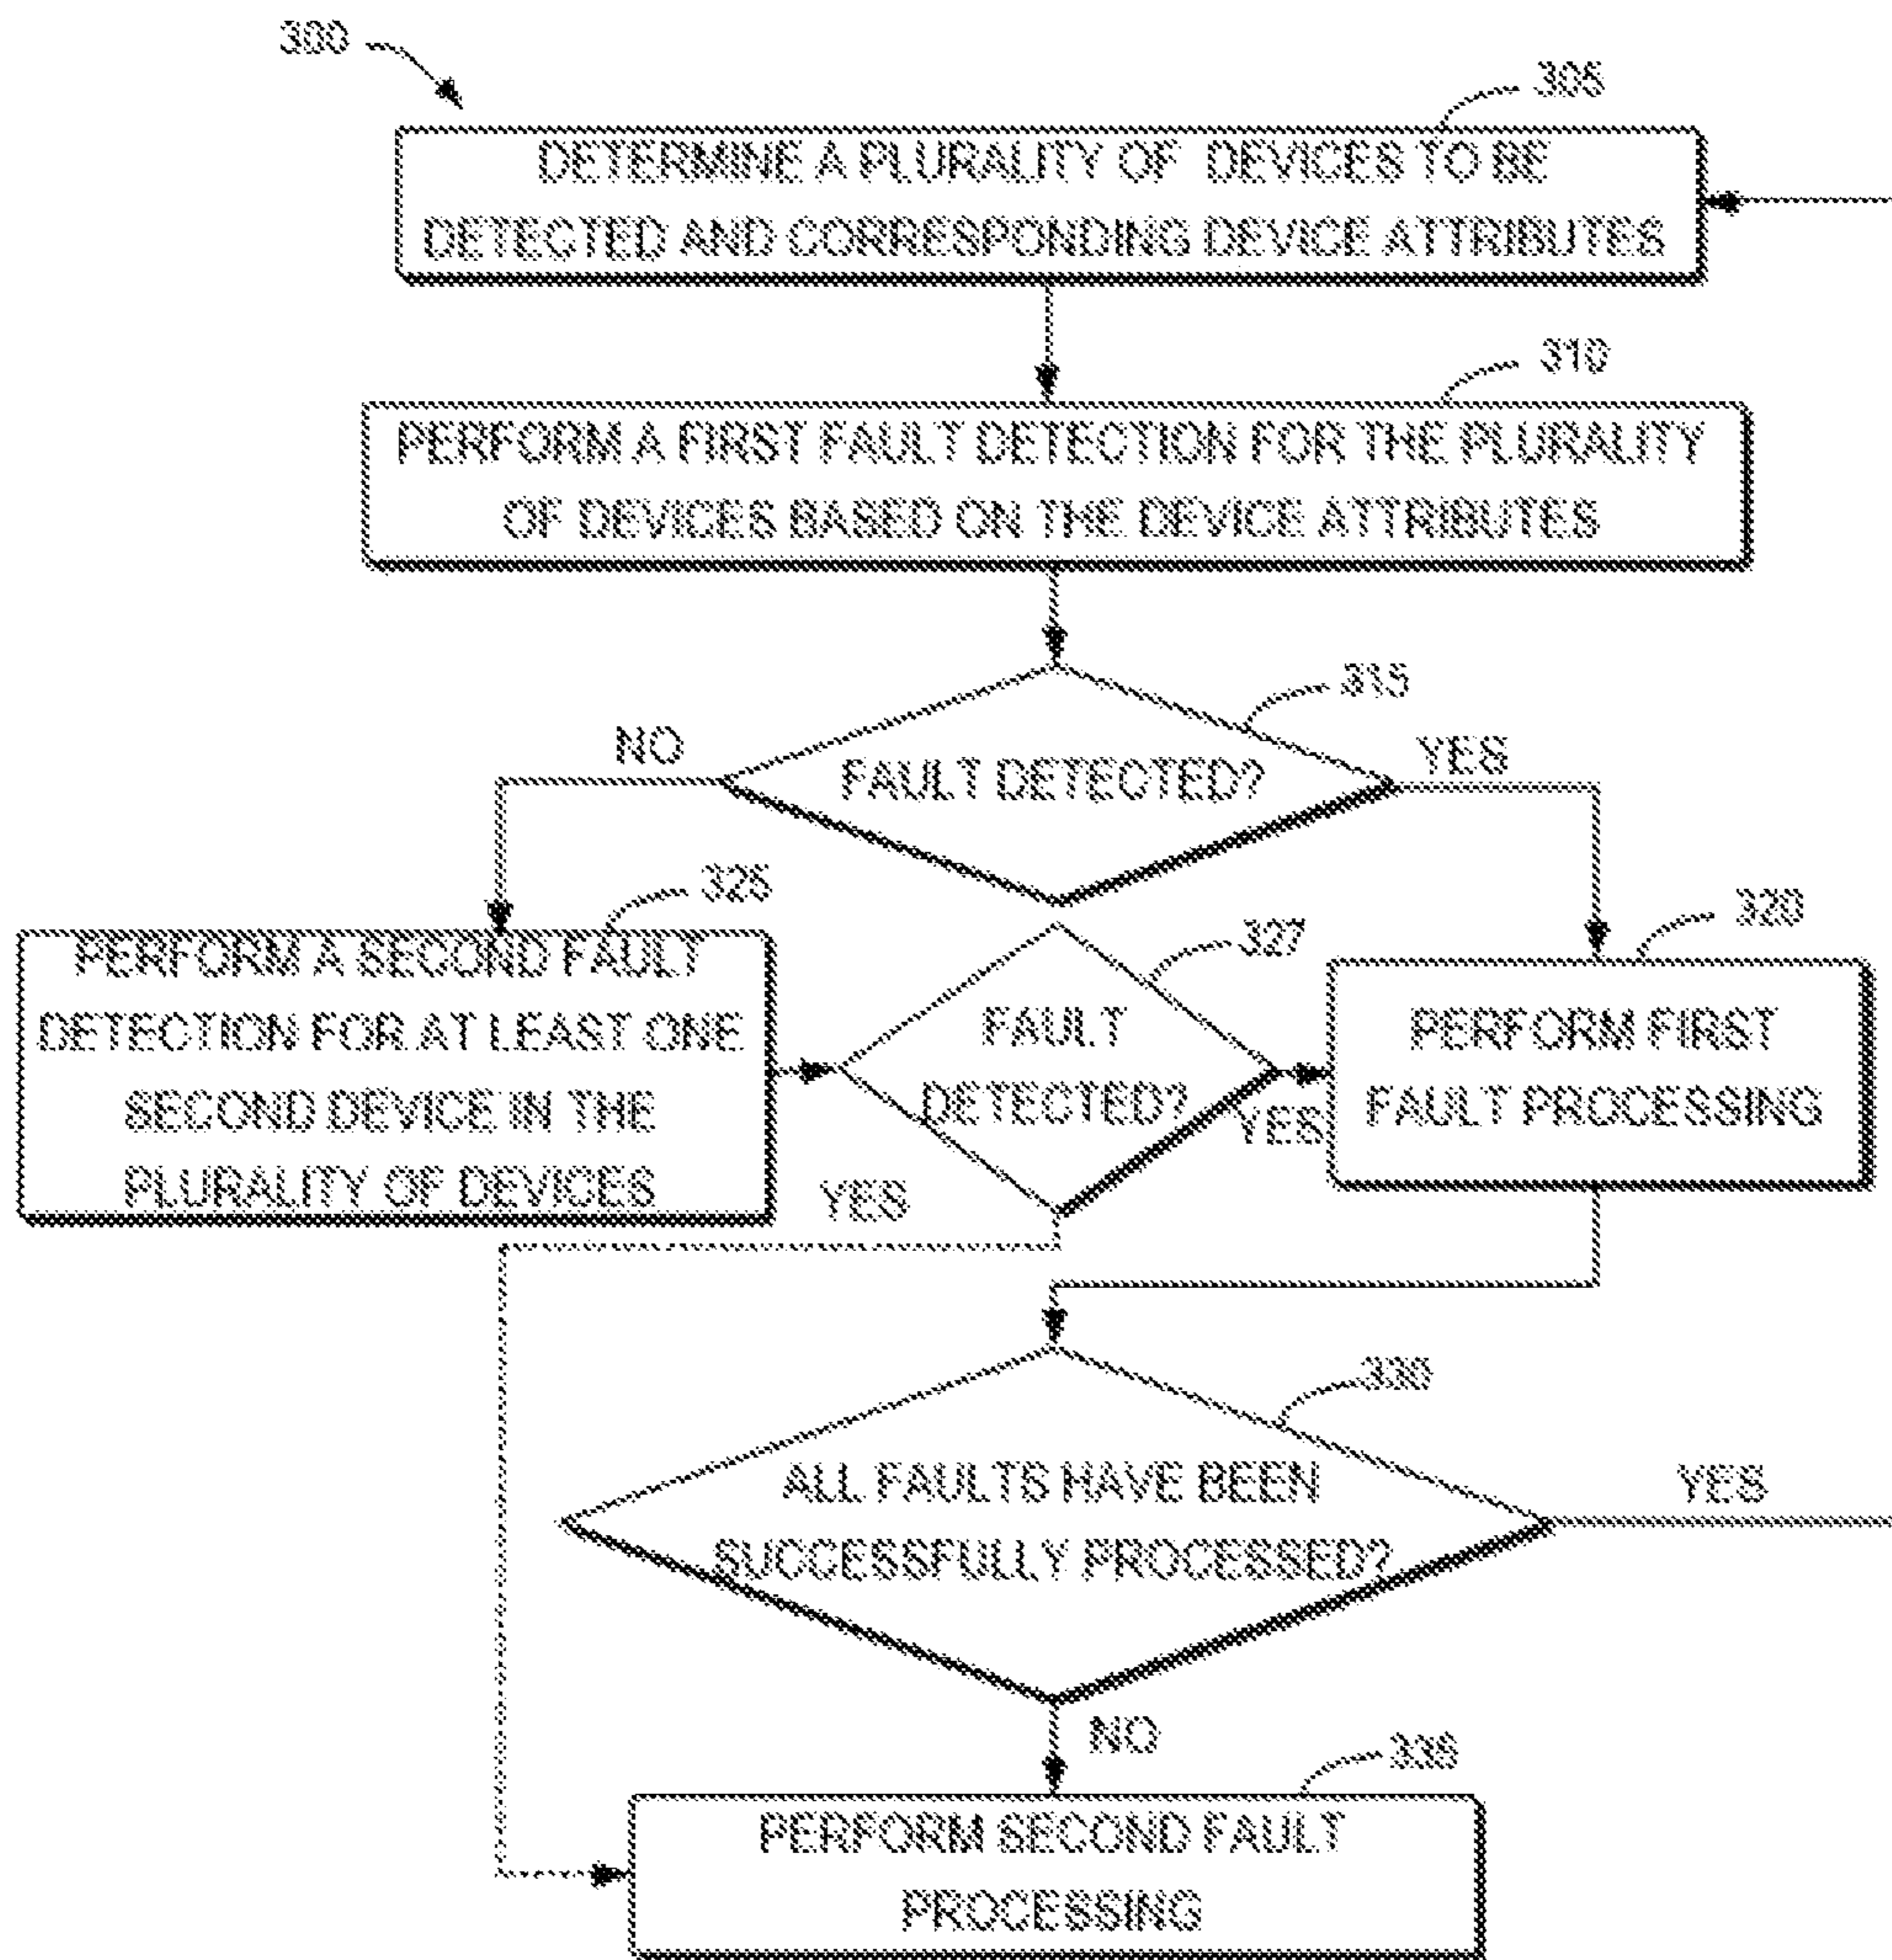 300
305
DETERMINE A PLURALITY OF DEVICES TO BE
DETECTED AND CORRESPONDING DEVICE ATTRIBUTES
310
PERFORM A FIRST FAULT DETECTION FOR THE PLURALITY
OF DEVICES BASED ON THE DEVICE ATTRIBUTES
315
NO
FAULT DETECTED?
YES
325
PERFORM A SECOND FAULT
DETECTION FOR AT LEAST ONE
SECOND DEVICE IN THE
PLURALITY OF DEVICES
327
FAULT
DETECTED?
YES
YES
320
PERFORM FIRST
FAULT PROCESSING
330
ALL FAULTS HAVE BEEN
SUCCESSFULLY PROCESSED?
YES
NO
335
PERFORM SECOND FAULT
PROCESSING